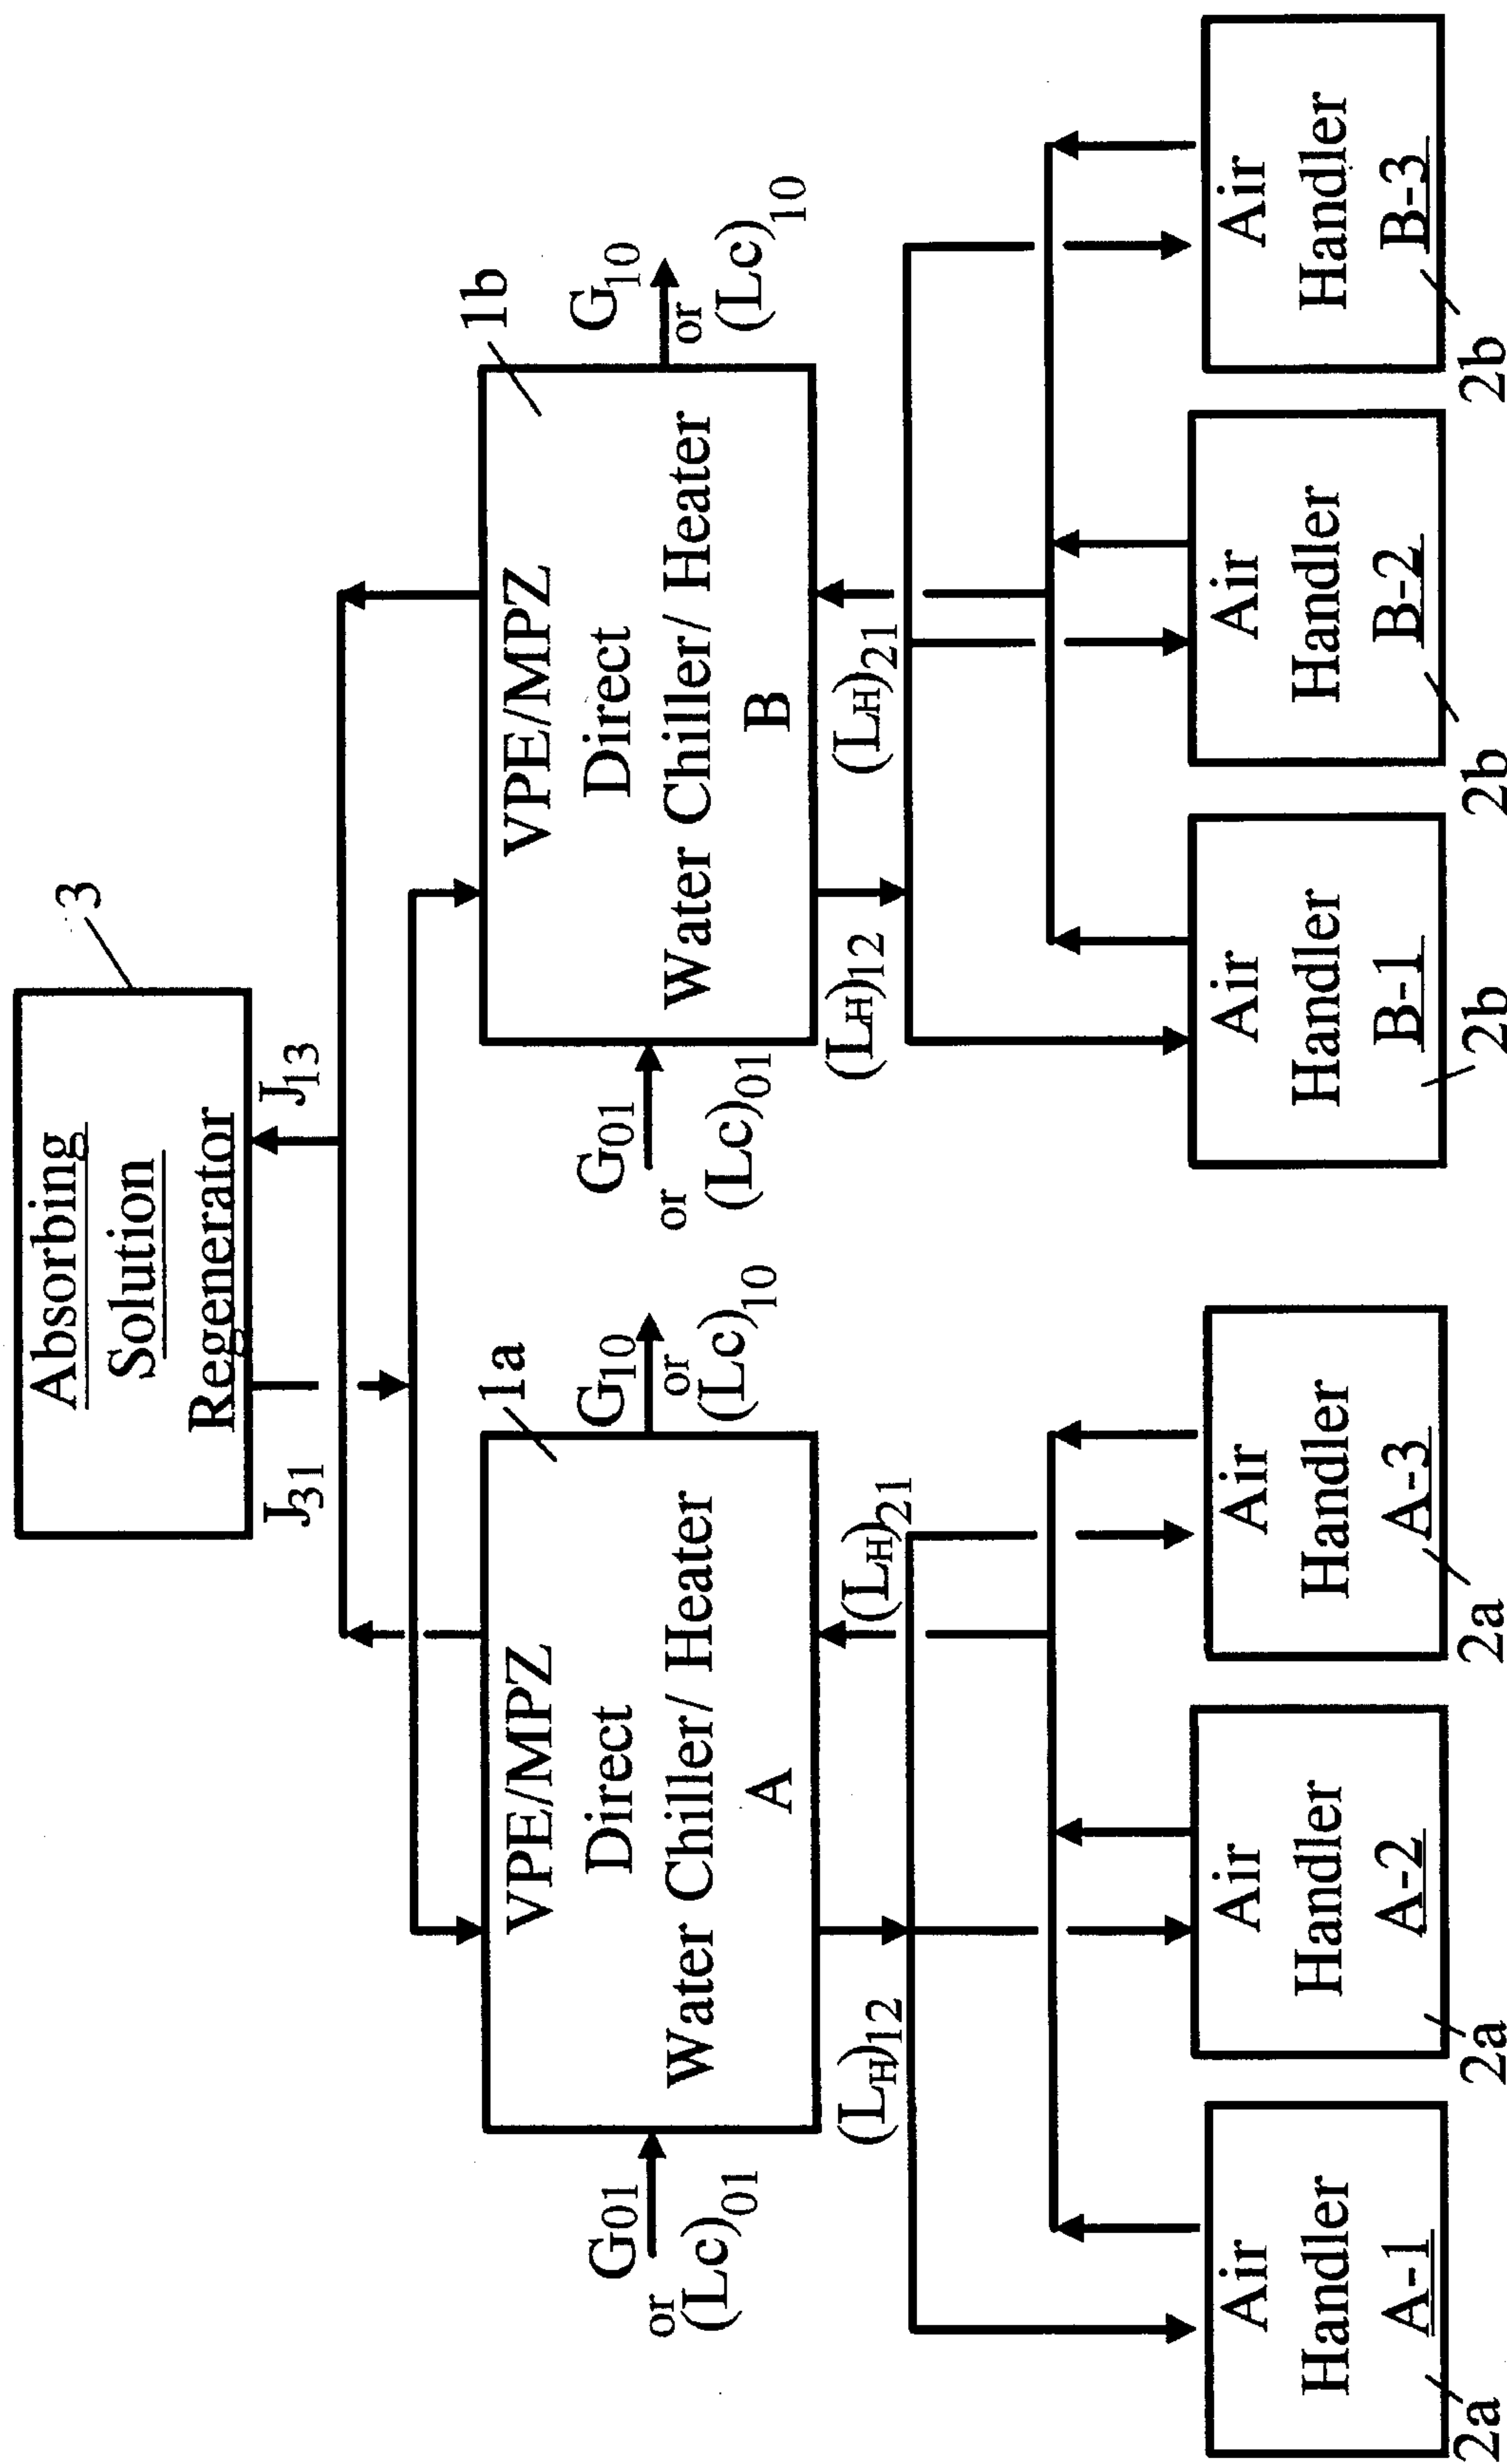 3
Absorbing
Solution
Regenerator
J31
J13
1a
1b
VPE/MPZ
Direct
Water Chiller/ Heater
A
G01
or
(Lc)01
G10
or
(Lc)10
VPE/MPZ
Direct
Water Chiller/ Heater
B
G01
or
(Lc)01
G10
or
(Lc)10
(LH)12
(LH)21
(LH)12
(LH)21
Air
Handler
A-1
Air
Handler
A-2
Air
Handler
A-3
Air
Handler
B-1
Air
Handler
B-2
Air
Handler
B-3
2a
2a
2a
2b
2b
2b